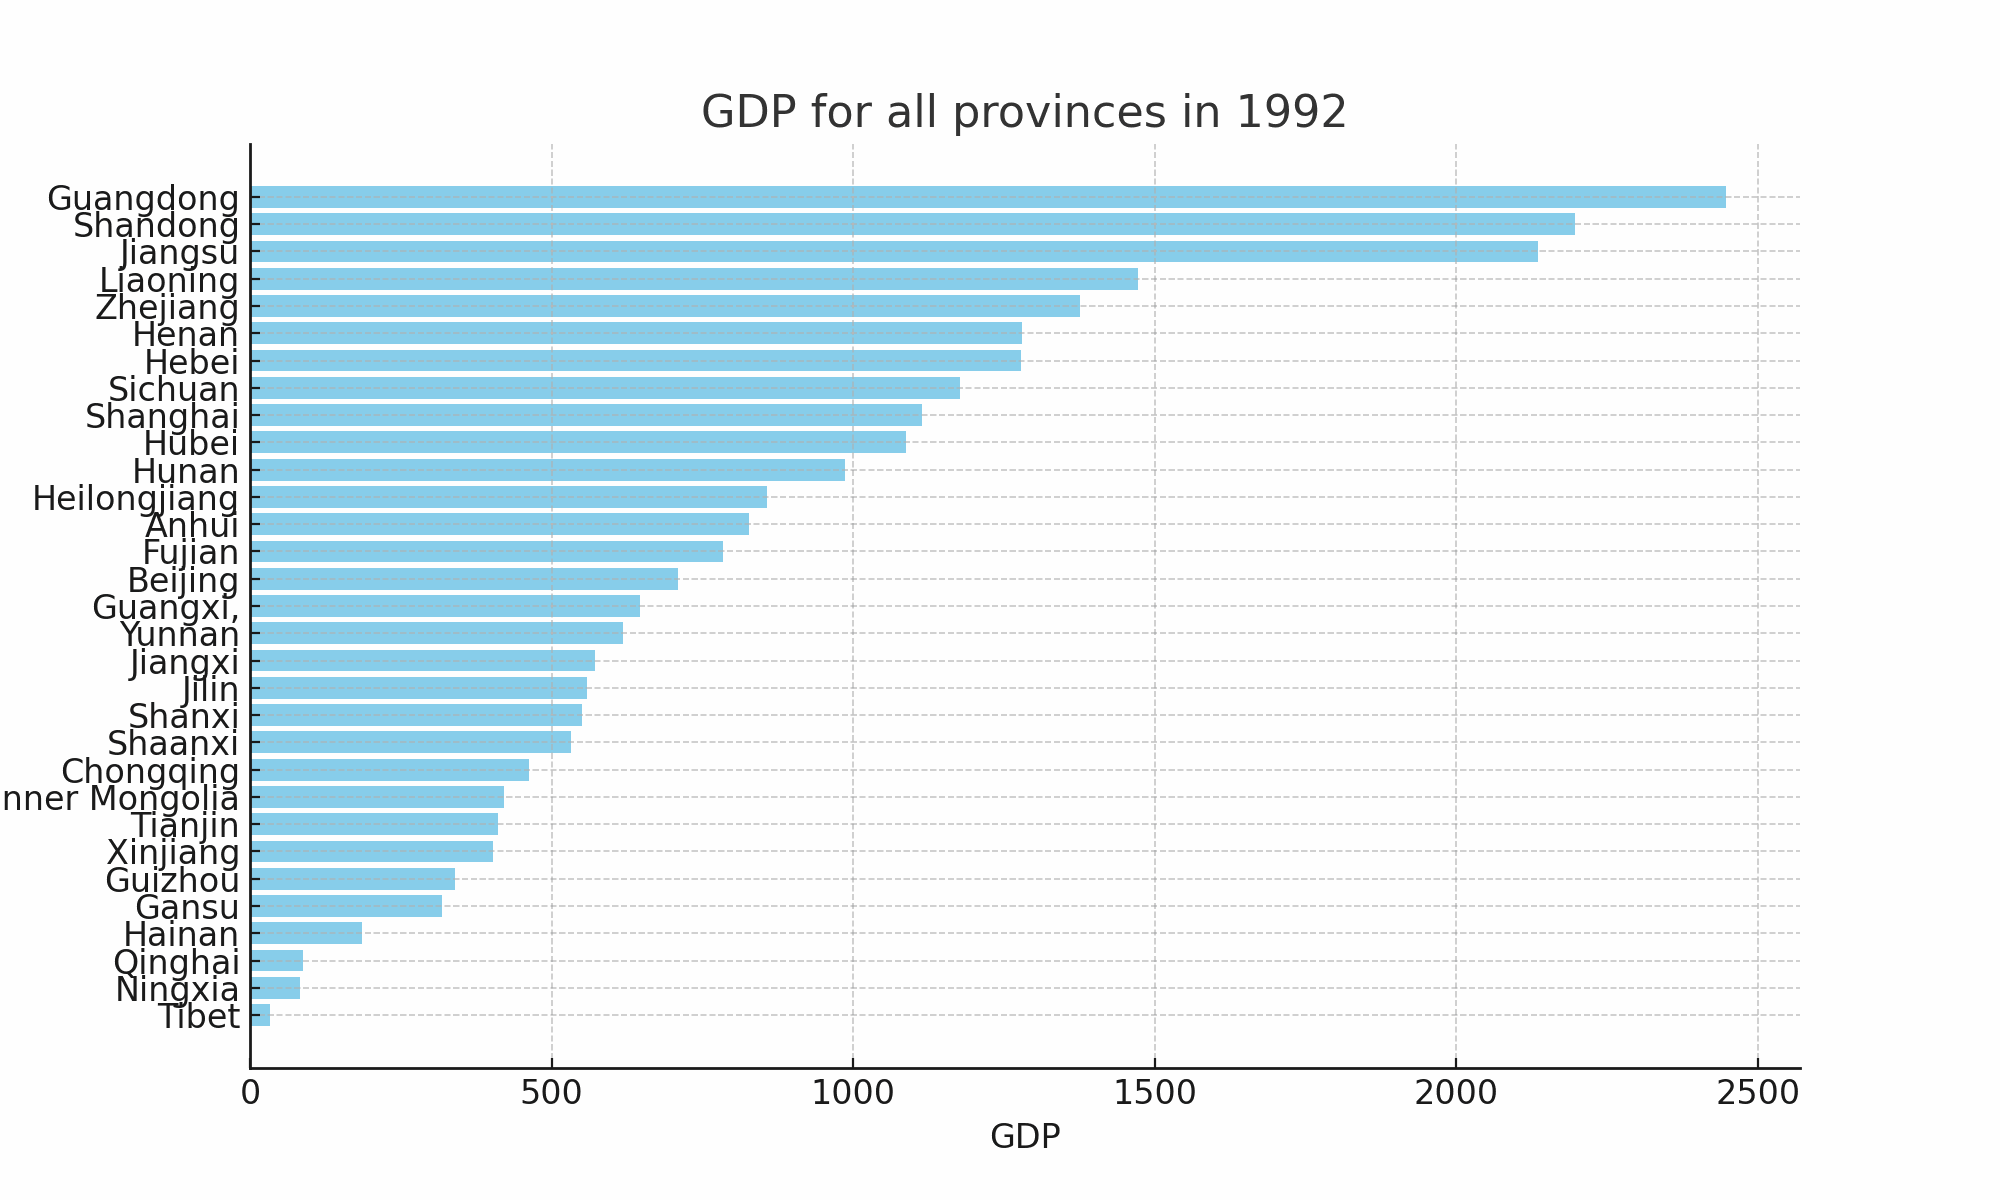 GDP for all provinces in 1992
Guangdong
Shandong
Jiangsu
Liaoning
Zhejiang
Henan
Hebei
Sichuan
Shanghai
Hubei
Hunan
Heilongjiang
Anhui
Fujian
Beijing
Guangxi,
Yunnan
Jiangxi
Jilin
Shanxi
Shaanxi
Chongqing
nner Mongolia
Tianjin
Xinjiang
Guizhou
Gansu
Hainan
Qinghai
Ningxia
Tibet
0 500 1000 1500 2000 2500
GDP